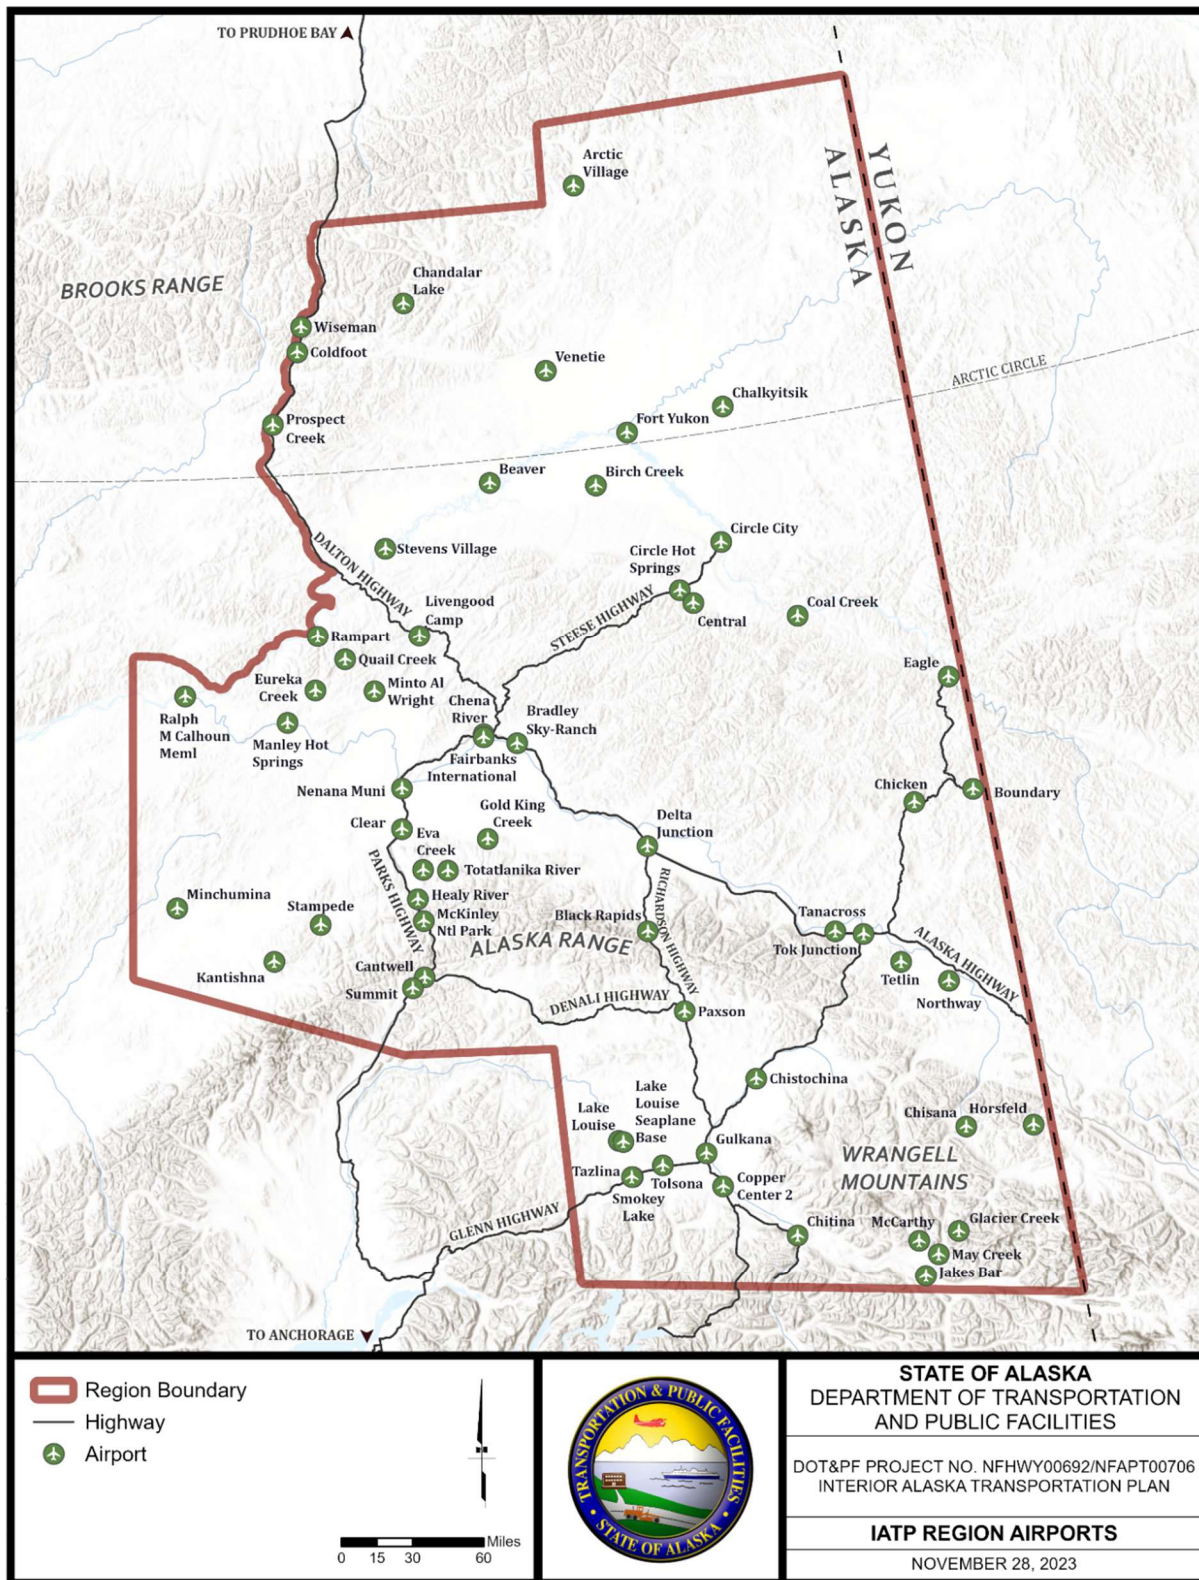 TO PRUDHOE BAY
Arctic
Village
YUKON
ALASKA
BROOKS RANGE
Chandalar
Lake
Wiseman
Coldfoot
Venetie
ARCTIC CIRCLE
Chalkyitsik
Prospect
Creek
Fort Yukon
Beaver
Birch Creek
Circle City
DALTON HIGHWAY
Stevens Village
Circle Hot
Springs
STEESE HIGHWAY
Central
Coal Creek
Livengood
Camp
Rampart
Quail Creek
Eagle
Eureka
Creek
Minto Al
Wright
Ralph
M Calhoun
Meml
Manley Hot
Springs
Chena
River
Bradley
Sky-Ranch
Fairbanks
International
Nenana Muni
Chicken
Boundary
Gold King
Creek
Clear
Eva
Creek
Delta
Junction
Totatlanika River
PARKS HIGHWAY
RICHARDSON HIGHWAY
Minchumina
Stampede
Healy River
McKinley
Ntl Park
Black Rapids
Tanacross
ALASKA RANGE
Tok Junction
ALASKA HIGHWAY
Kantishna
Cantwell
Summit
Tetlin
Northway
DENALI HIGHWAY
Paxson
Chistochina
Lake
Louise
Lake
Louise
Seaplane
Base
Chisana
Horsfeld
Gulkana
WRANGELL
MOUNTAINS
Tazlina
Tolsona
Smokey
Lake
Copper
Center 2
GLENN HIGHWAY
Chitina
McCarthy
Glacier Creek
May Creek
Jakes Bar
TO ANCHORAGE
Region Boundary
Highway
Airport
Miles
0 15 30 60
TRANSPORTATION & PUBLIC FACILITIES
STATE OF ALASKA
STATE OF ALASKA
DEPARTMENT OF TRANSPORTATION
AND PUBLIC FACILITIES
DOT&PF PROJECT NO. NFHWY00692/NFAPT00706
INTERIOR ALASKA TRANSPORTATION PLAN
IATP REGION AIRPORTS
NOVEMBER 28, 2023